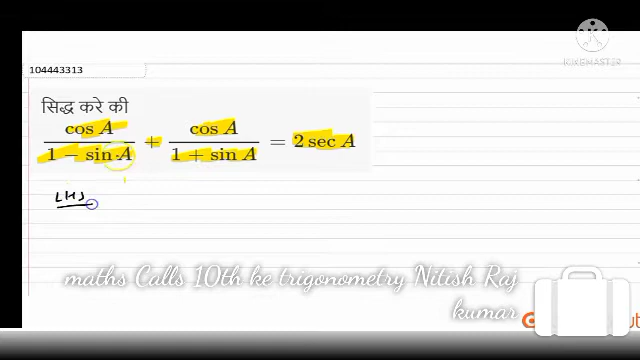 KINEMASTER
104443313
सिद्ध करे की
cos A / (1 − sin A) + cos A / (1 + sin A) = 2 sec A
LHS
maths Calls 10th ke trigonometry Nitish Raj
kumar